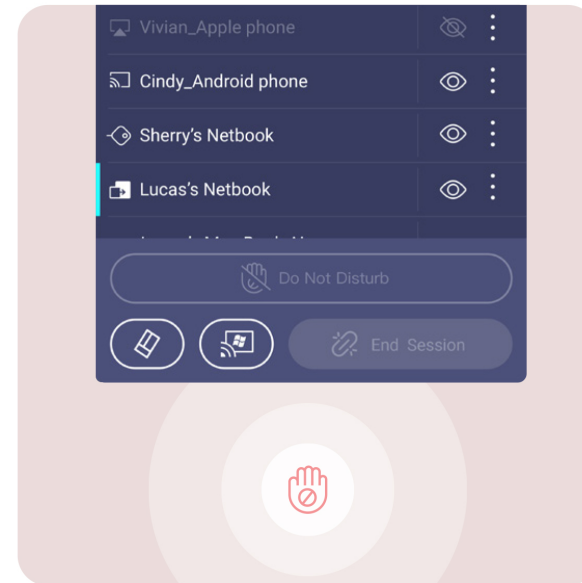 Vivian_Apple phone
Cindy_Android phone
Sherry's Netbook
Lucas's Netbook
Do Not Disturb
End Session